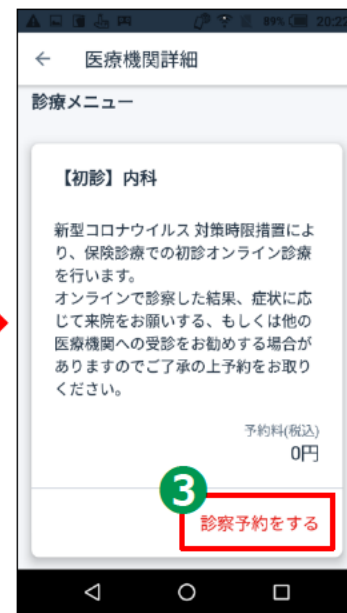 89% 20:22
← 医療機関詳細
診療メニュー
【初診】内科
新型コロナウイルス 対策時限措置によ
り、保険診療での初診オンライン診療
を行います。
オンラインで診察した結果、症状に応
じて来院をお願いする、もしくは他の
医療機関への受診をお勧めする場合が
ありますのでご了承の上予約をお取り
ください。
予約料(税込)
0円
3
診察予約をする